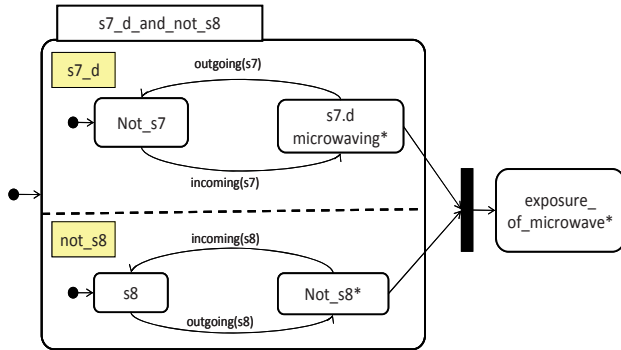 s7_d_and_not_s8
s7_d
outgoing(s7)
Not_s7
s7.d
microwaving*
incoming(s7)
exposure_
of_microwave*
not_s8
incoming(s8)
s8
Not_s8*
outgoing(s8)